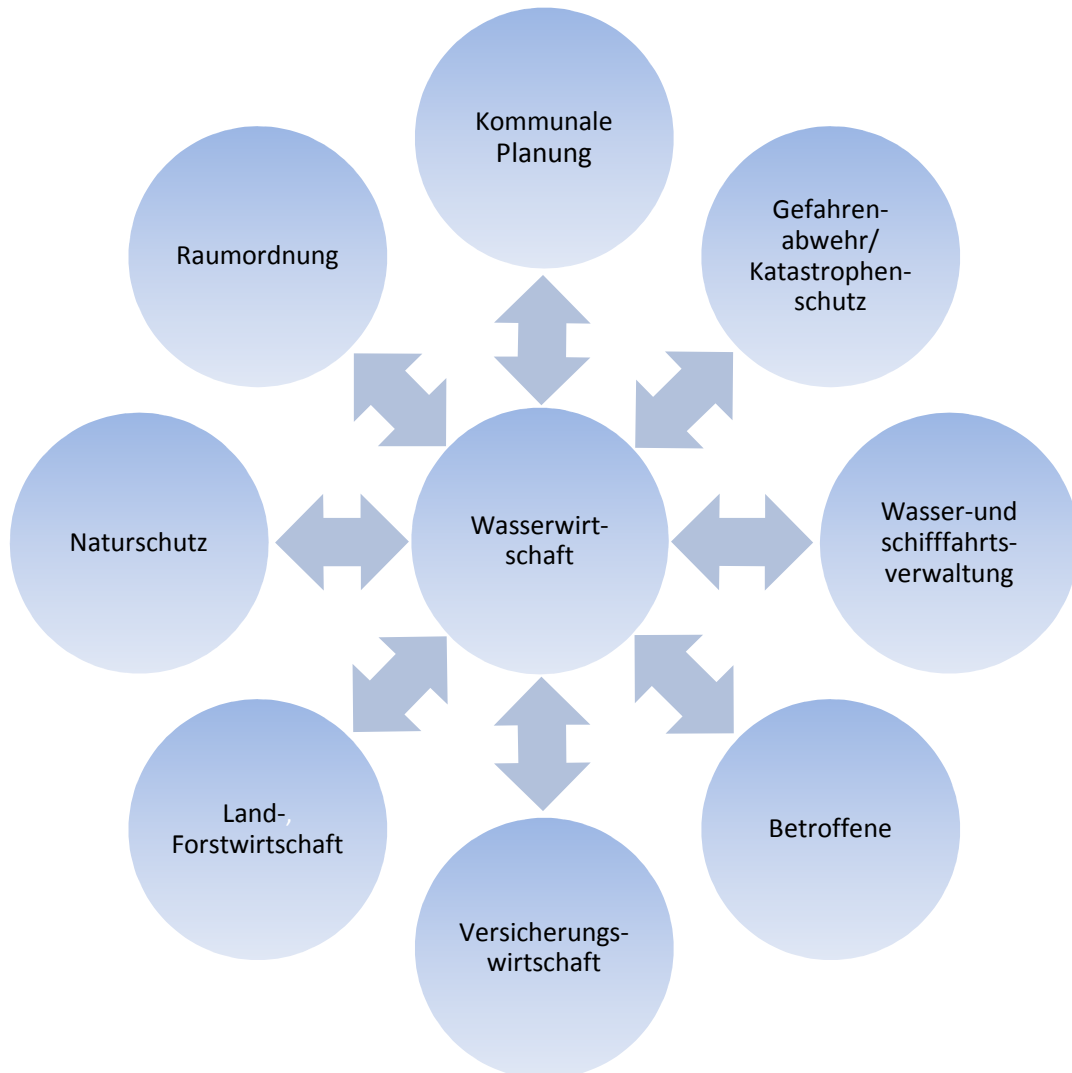 Kommunale
Planung
Gefahren-
abwehr/
Katastrophen-
schutz
Raumordnung
Naturschutz
Wasserwirt-
schaft
Wasser-und
schifffahrts-
verwaltung
Land-,
Forstwirtschaft
Betroffene
Versicherungs-
wirtschaft